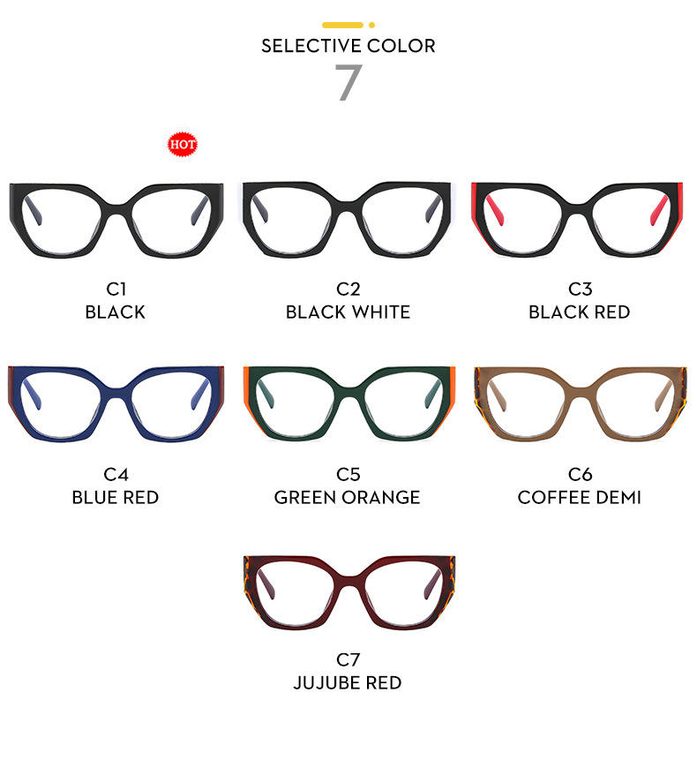 SELECTIVE COLOR
7
HOT
C1
BLACK
C2
BLACK WHITE
C3
BLACK RED
C4
BLUE RED
C5
GREEN ORANGE
C6
COFFEE DEMI
C7
JUJUBE RED